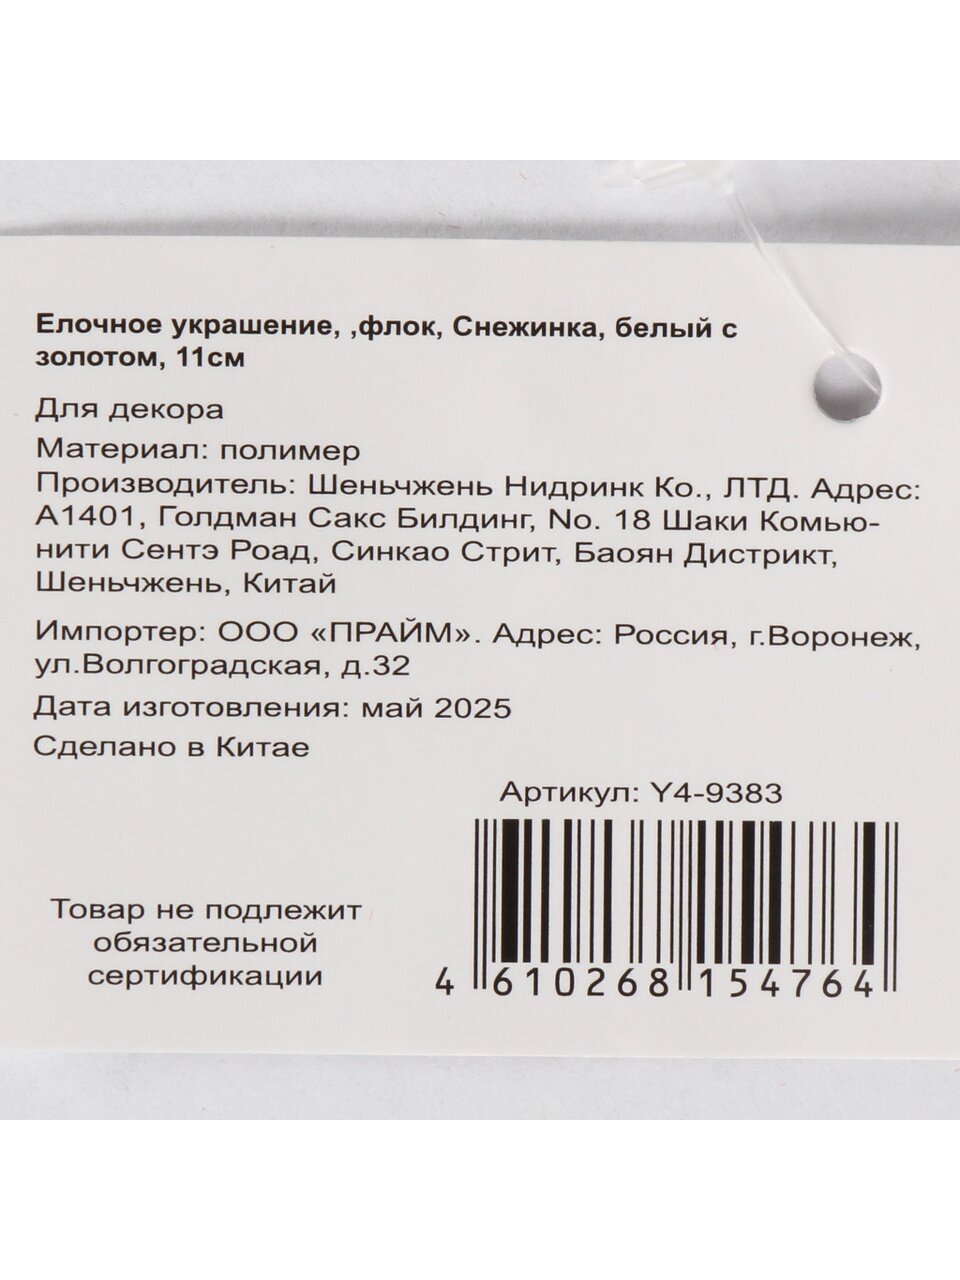 Елочное украшение, ,флок, Снежинка, белый с
золотом, 11см
Для декора
Материал: полимер
Производитель: Шеньчжень Нидринк Ко., ЛТД. Адрес:
А1401, Голдман Сакс Билдинг, No. 18 Шаки Комью-
нити Сентэ Роад, Синкао Стрит, Баоян Дистрикт,
Шеньчжень, Китай
Импортер: ООО «ПРАЙМ». Адрес: Россия, г.Воронеж,
ул.Волгоградская, д.32
Дата изготовления: май 2025
Сделано в Китае
Артикул: Y4-9383
Товар не подлежит
обязательной
сертификации
4 610268 154764